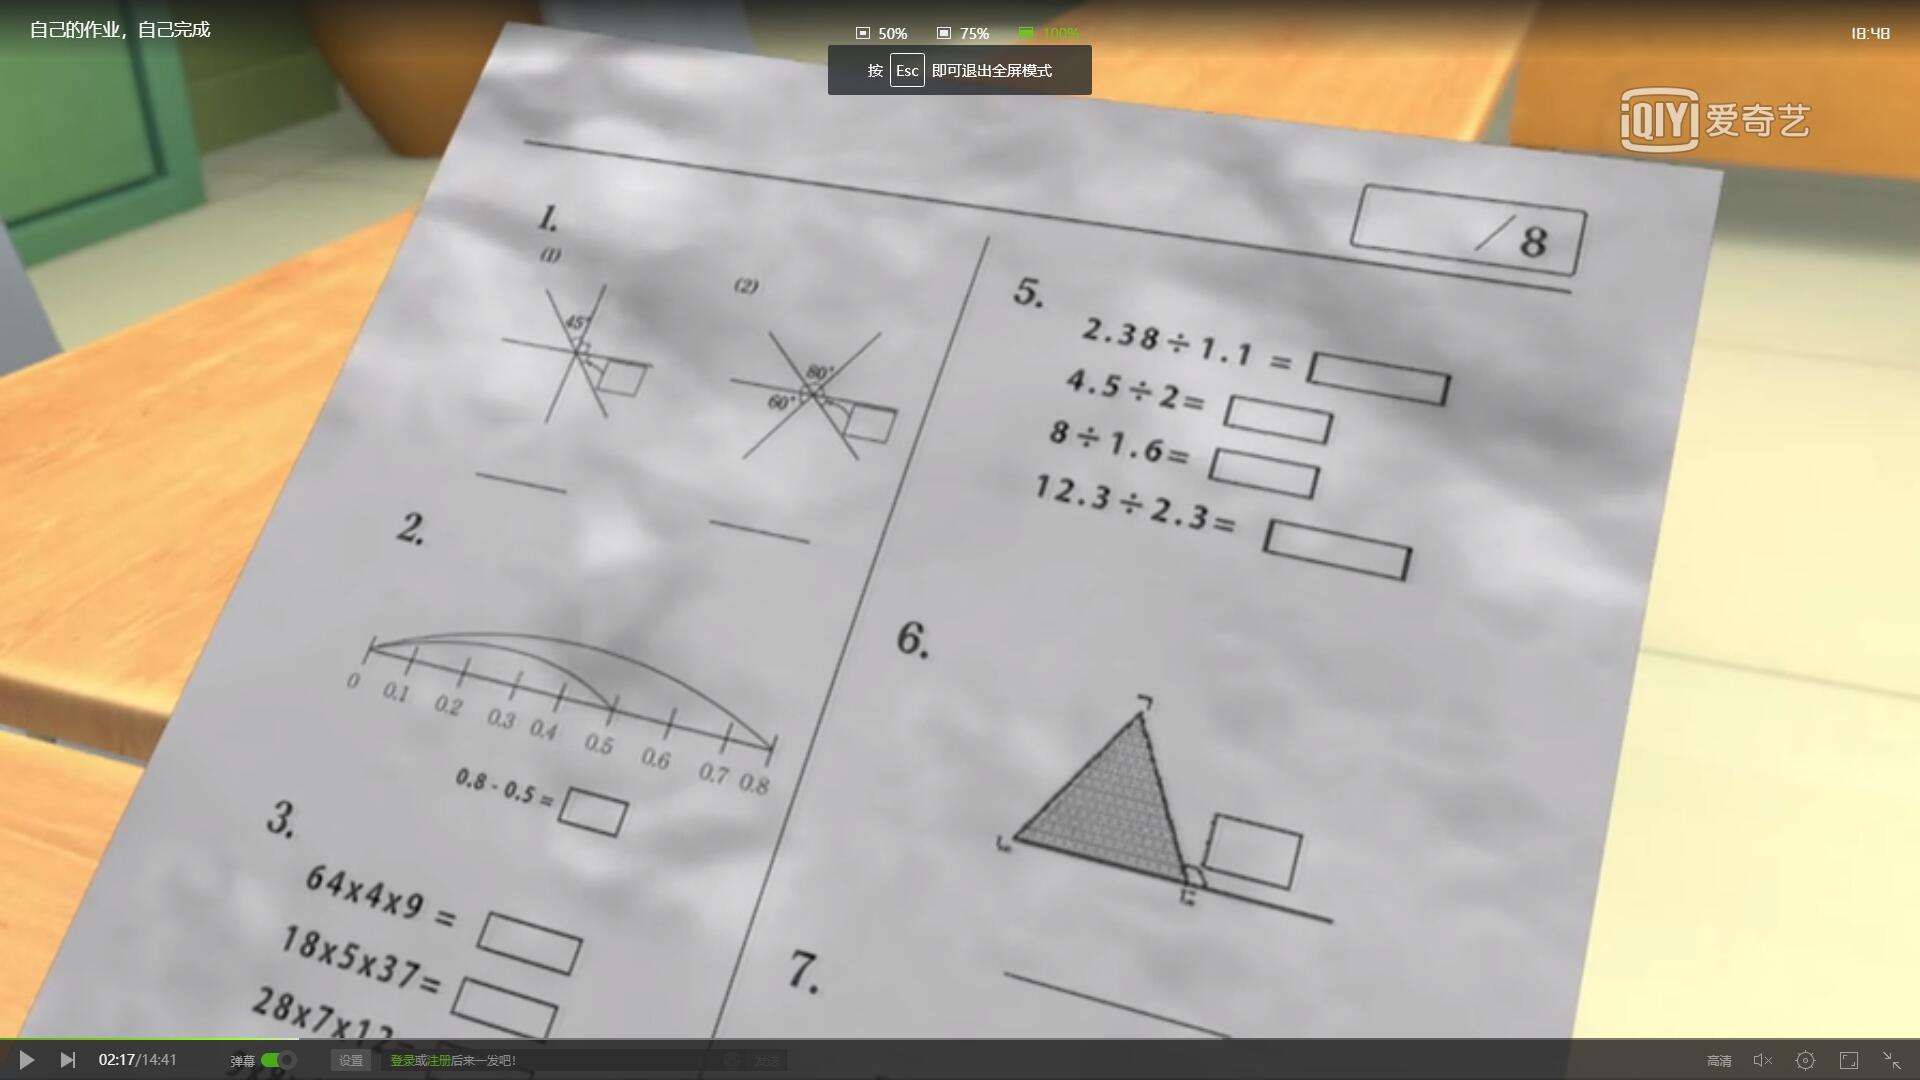 自己的作业，自己完成
50% 75% 100%
18:48
按 Esc 即可退出全屏模式
iQIYI 爱奇艺
/ 8
1.
(1)
45°
(2)
80°
60°
2.
0 0.1 0.2 0.3 0.4 0.5 0.6 0.7 0.8
0.8 - 0.5 =
3.
64x4x9 =
18x5x37=
28x7x12=
5.
2.38÷1.1 =
4.5÷2=
8÷1.6=
12.3÷2.3=
6.
ㄱ
ㄴ
ㄷ
7.
02:17/14:41
弹幕
设置
登录或注册后来一发吧!
发送
高清